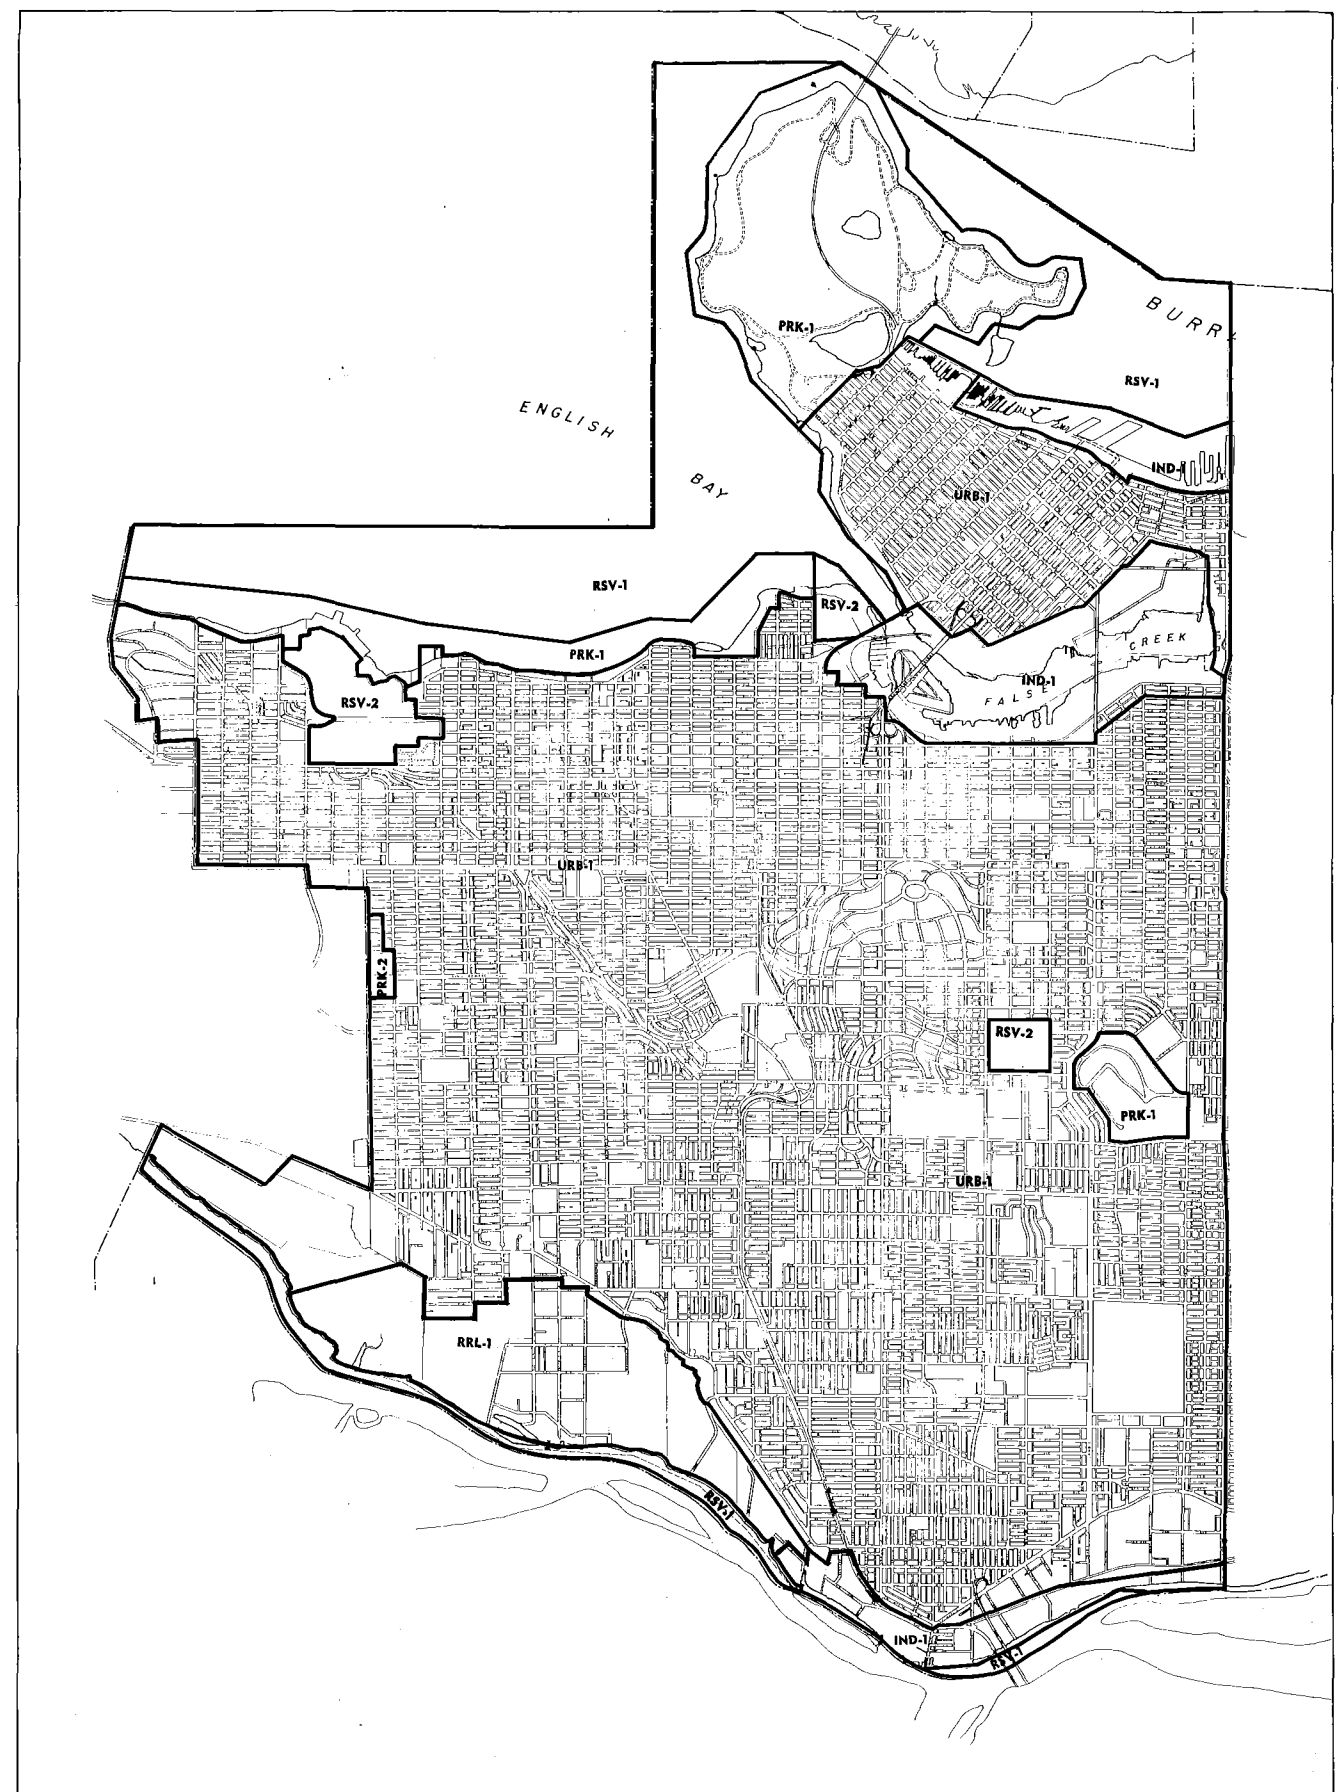 BURR
PRK-1
RSV-1
ENGLISH
BAY
IND-1
URB-1
RSV-1
RSV-2
CREEK
PRK-1
IND-1
FALSE
RSV-2
URB-1
PRK-2
RSV-2
PRK-1
URB-1
RRL-1
RSV-1
IND-1
RSV-1